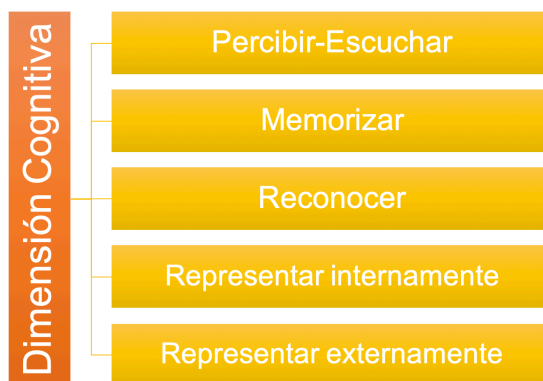 Dimensión Cognitiva
Percibir-Escuchar
Memorizar
Reconocer
Representar internamente
Representar externamente